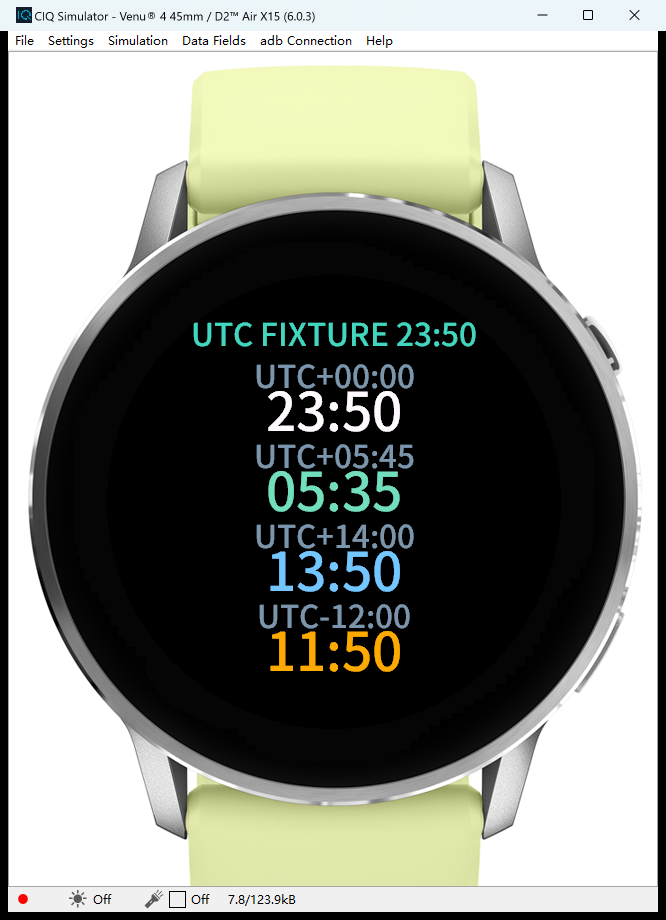 CIQ Simulator - Venu® 4 45mm / D2™ Air X15 (6.0.3)
File Settings Simulation Data Fields adb Connection Help
UTC FIXTURE 23:50
UTC+00:00
23:50
UTC+05:45
05:35
UTC+14:00
13:50
UTC-12:00
11:50
Off Off 7.8/123.9kB